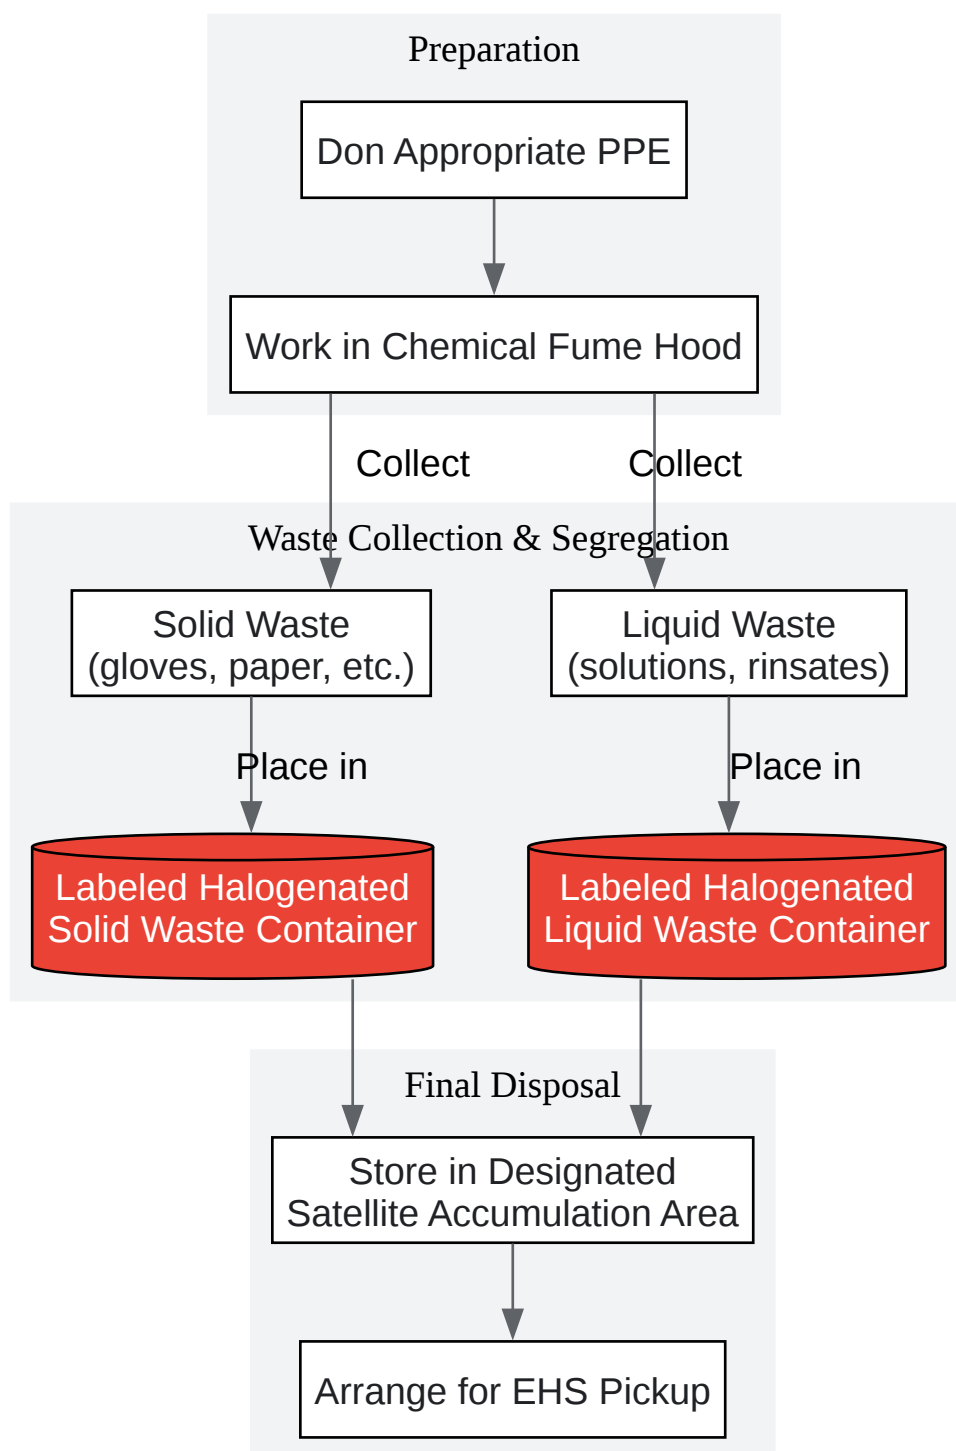 Preparation
Don Appropriate PPE
Work in Chemical Fume Hood
Collect
Collect
Waste Collection & Segregation
Solid Waste
(gloves, paper, etc.)
Liquid Waste
(solutions, rinsates)
Place in
Place in
Labeled Halogenated
Solid Waste Container
Labeled Halogenated
Liquid Waste Container
Final Disposal
Store in Designated
Satellite Accumulation Area
Arrange for EHS Pickup